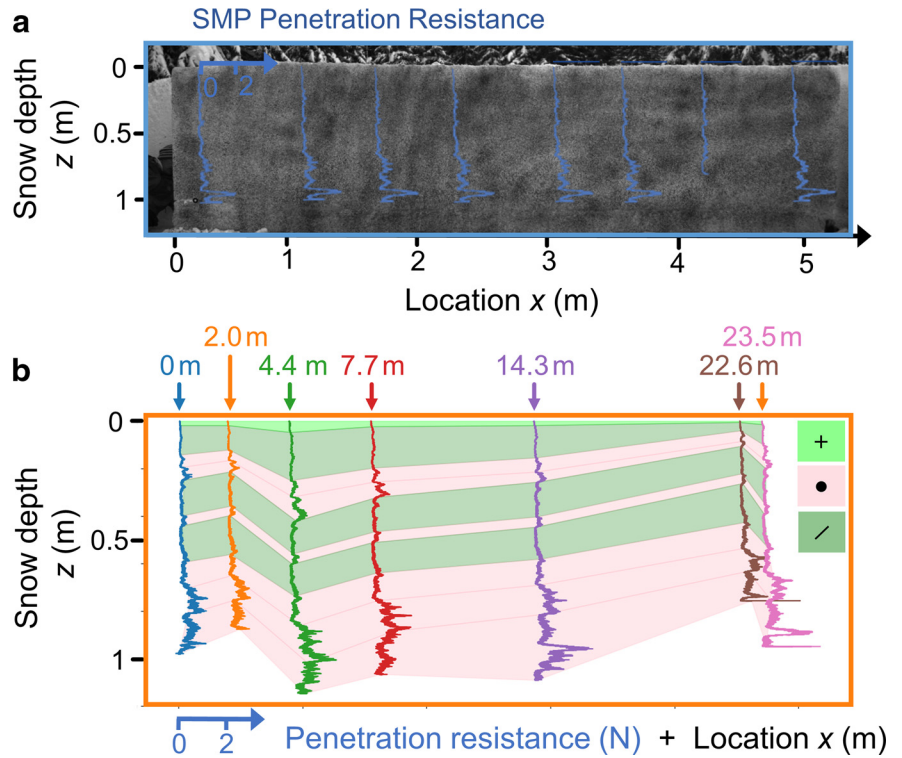 a
SMP Penetration Resistance
Snow depth
z (m)
0
0.5
1
0 2
0 1 2 3 4 5
Location x (m)
b
0 m 2.0 m 4.4 m 7.7 m 14.3 m 22.6 m 23.5 m
Snow depth
z (m)
0
0.5
1
+
●
/
0 2
Penetration resistance (N) + Location x (m)